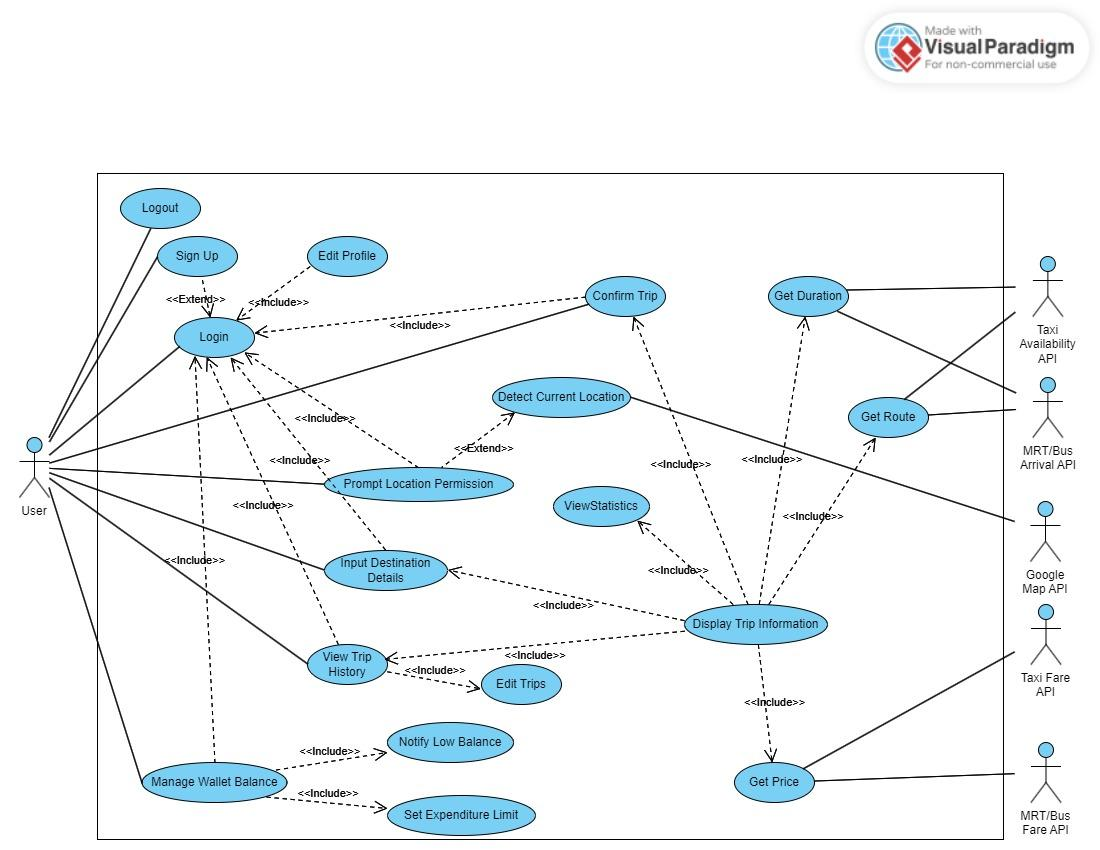 Made with
VisualParadigm
For non-commercial use
Logout
Sign Up
Edit Profile
<<Extend>>
<<Include>>
Login
<<Include>>
Confirm Trip
Get Duration
Taxi
Availability
API
Detect Current Location
Get Route
<<Include>>
<<Extend>>
<<Include>>
<<Include>>
<<Include>>
MRT/Bus
Arrival API
User
Prompt Location Permission
<<Include>>
ViewStatistics
<<Include>>
<<Include>>
Input Destination
Details
<<Include>>
Google
Map API
<<Include>>
Display Trip Information
View Trip
History
<<Include>>
<<Include>>
Edit Trips
Taxi Fare
API
<<Include>>
Notify Low Balance
<<Include>>
Manage Wallet Balance
<<Include>>
Set Expenditure Limit
Get Price
MRT/Bus
Fare API